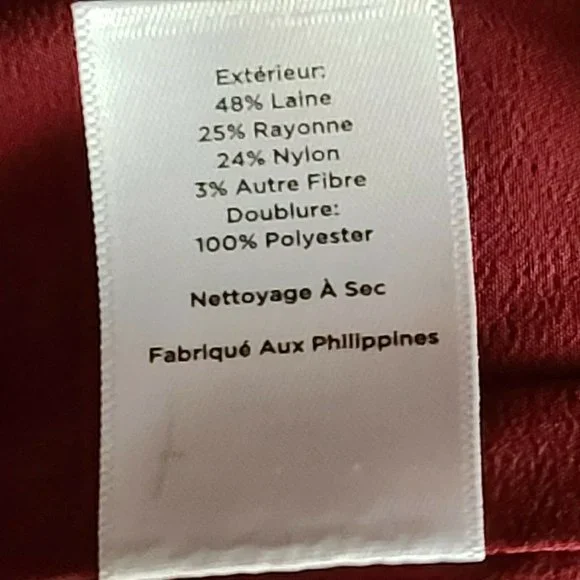 Extérieur:
48% Laine
25% Rayonne
24% Nylon
3% Autre Fibre
Doublure:
100% Polyester
Nettoyage À Sec
Fabriqué Aux Philippines